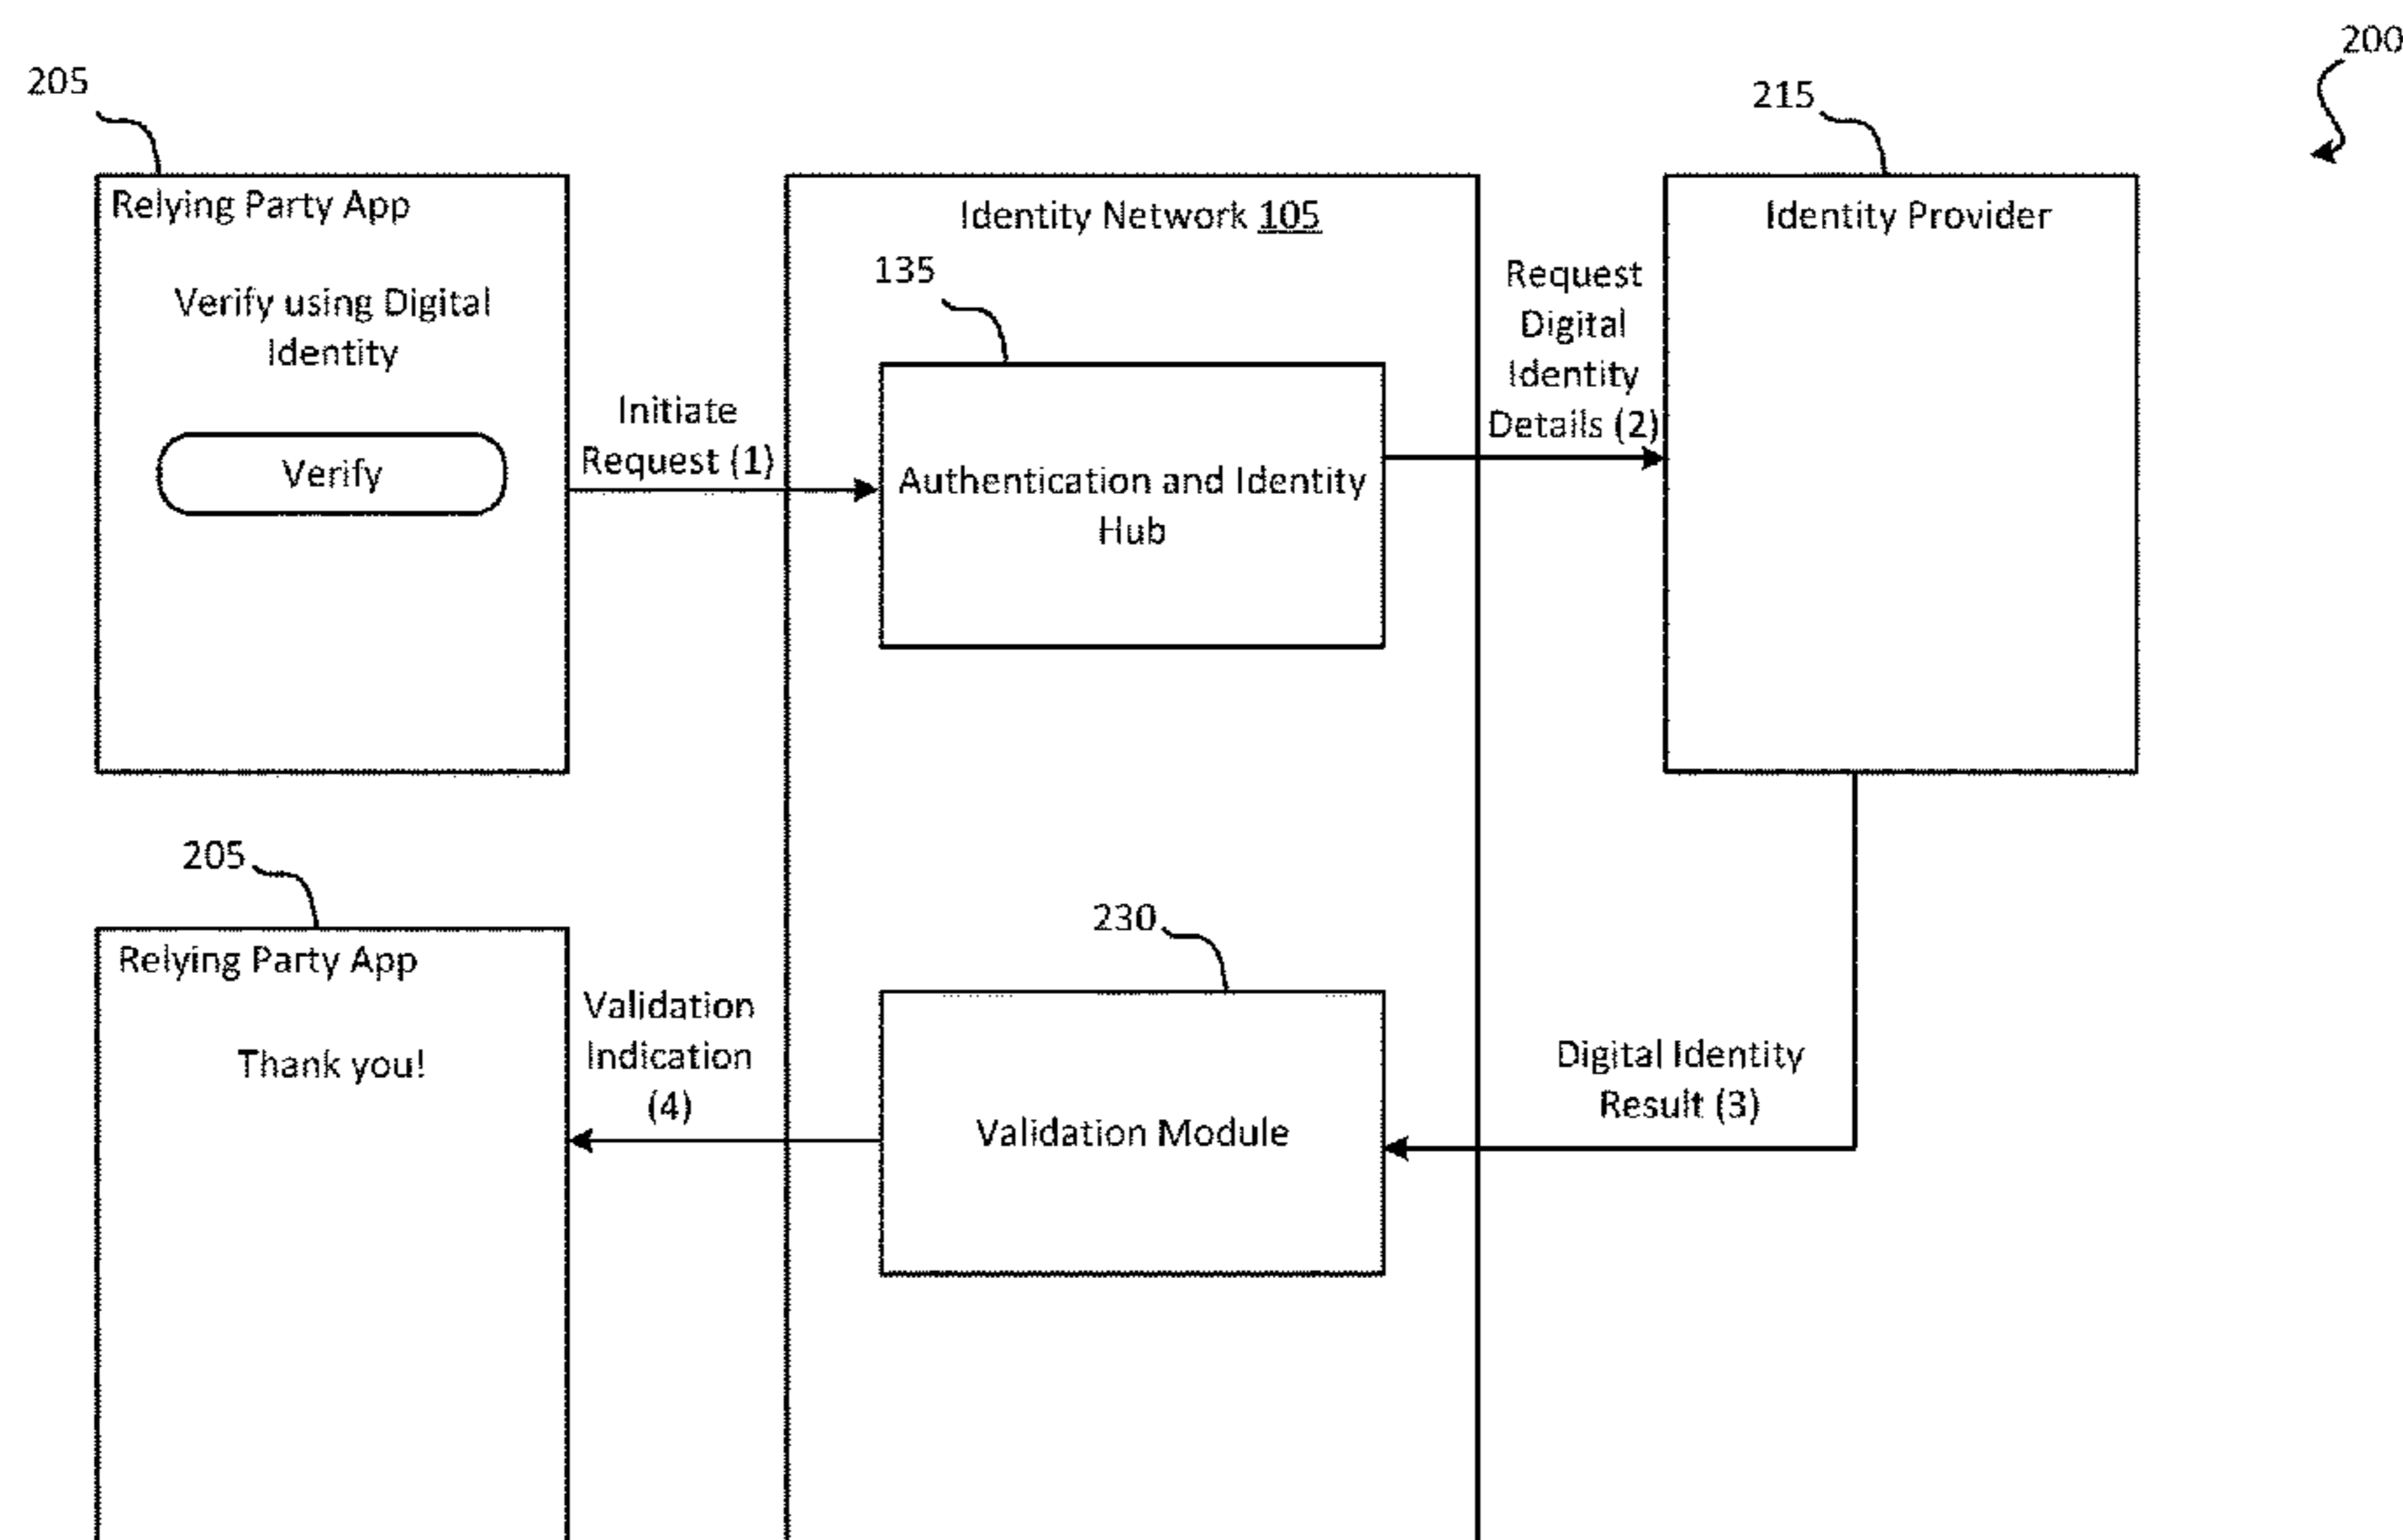 200
205
215
Relying Party App
Identity Network 105
Identity Provider
135
Verify using Digital
Identity
Verify
Initiate
Request (1)
Authentication and Identity
Hub
Request
Digital
Identity
Details (2)
205
230
Relying Party App
Thank you!
Validation
Indication
(4)
Validation Module
Digital Identity
Result (3)